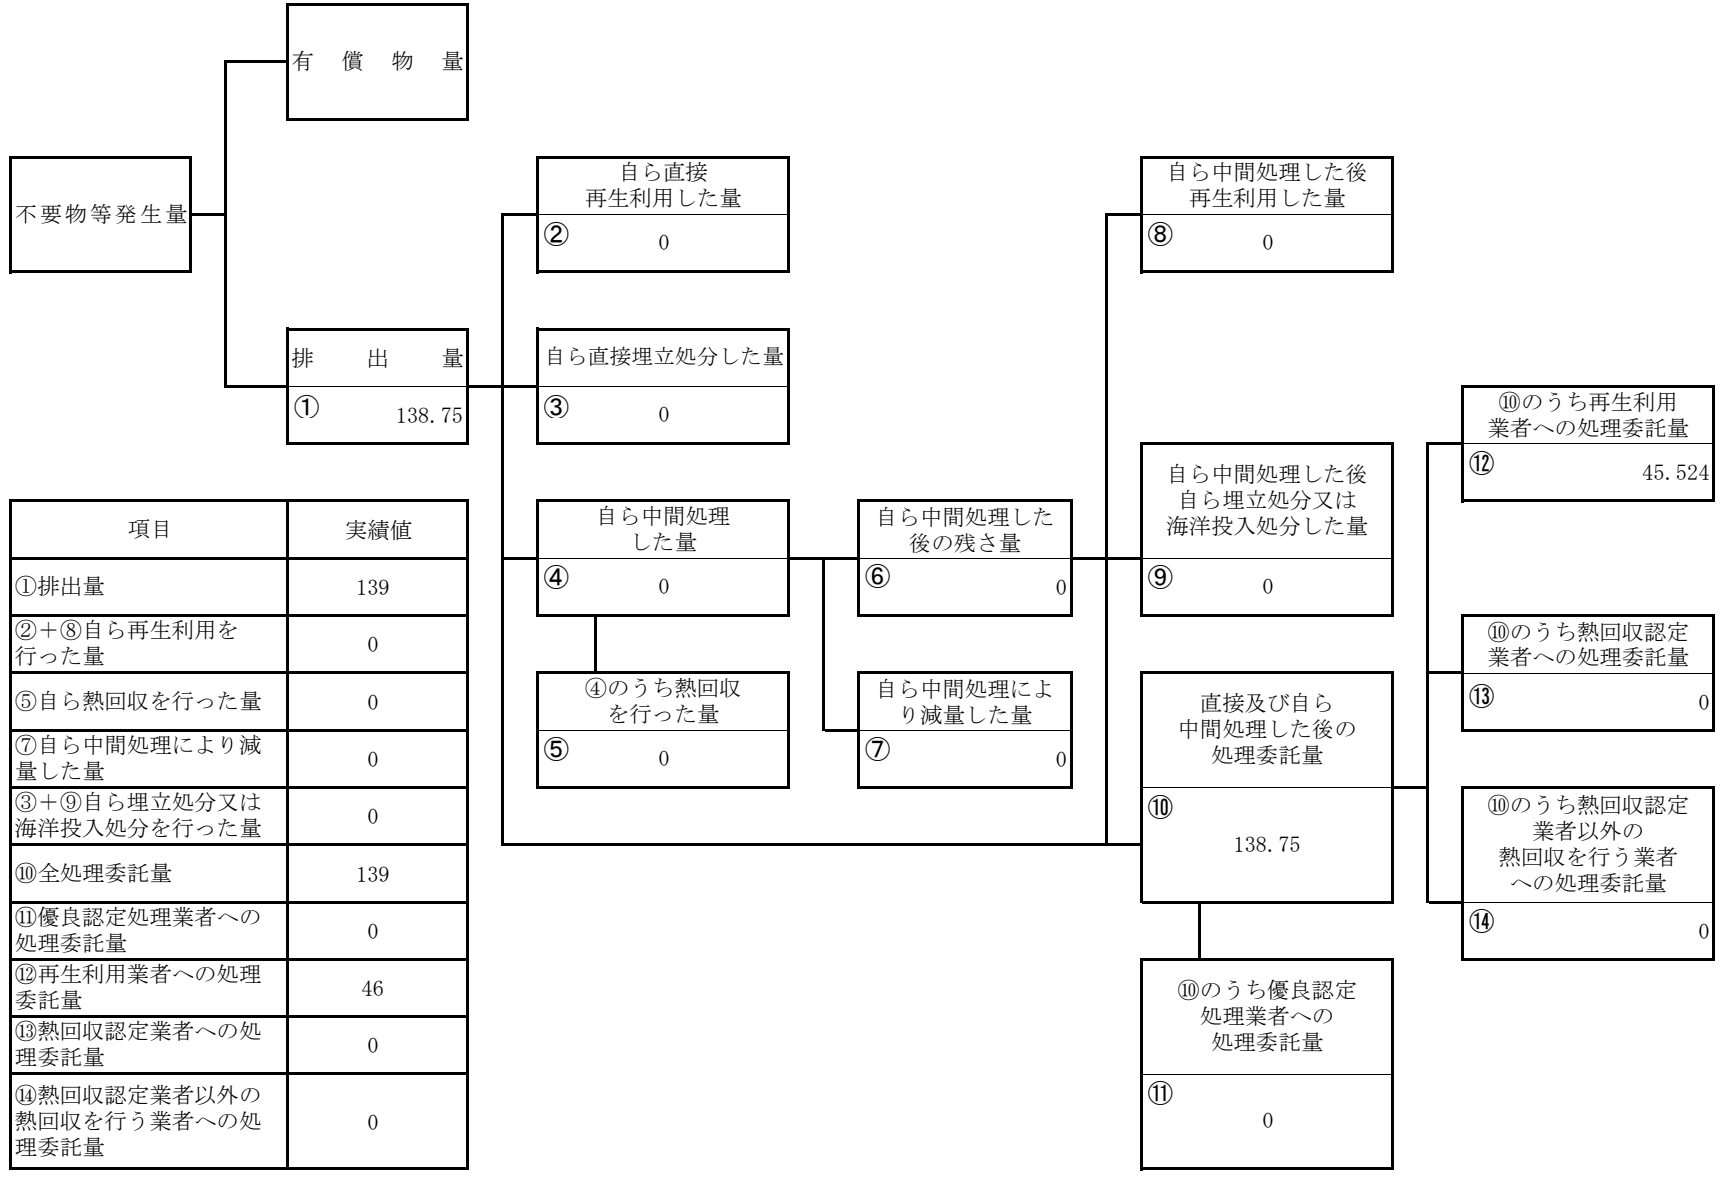 有償物量
不要物等発生量
排出量
①
138.75
自ら直接
再生利用した量
②
0
自ら直接埋立処分した量
③
0
自ら中間処理
した量
④
0
④のうち熱回収
を行った量
⑤
0
自ら中間処理した
後の残さ量
⑥
0
自ら中間処理によ
り減量した量
⑦
0
自ら中間処理した後
再生利用した量
⑧
0
自ら中間処理した後
自ら埋立処分又は
海洋投入処分した量
⑨
0
直接及び自ら
中間処理した後の
処理委託量
⑩
138.75
⑩のうち優良認定
処理業者への
処理委託量
⑪
0
⑩のうち再生利用
業者への処理委託量
⑫
45.524
⑩のうち熱回収認定
業者への処理委託量
⑬
0
⑩のうち熱回収認定
業者以外の
熱回収を行う業者
への処理委託量
⑭
0
項目 実績値
①排出量 139
②＋⑧自ら再生利用を
行った量 0
⑤自ら熱回収を行った量 0
⑦自ら中間処理により減
量した量 0
③＋⑨自ら埋立処分又は
海洋投入処分を行った量 0
⑩全処理委託量 139
⑪優良認定処理業者への
処理委託量 0
⑫再生利用業者への処理
委託量 46
⑬熱回収認定業者への処
理委託量 0
⑭熱回収認定業者以外の
熱回収を行う業者への処
理委託量 0